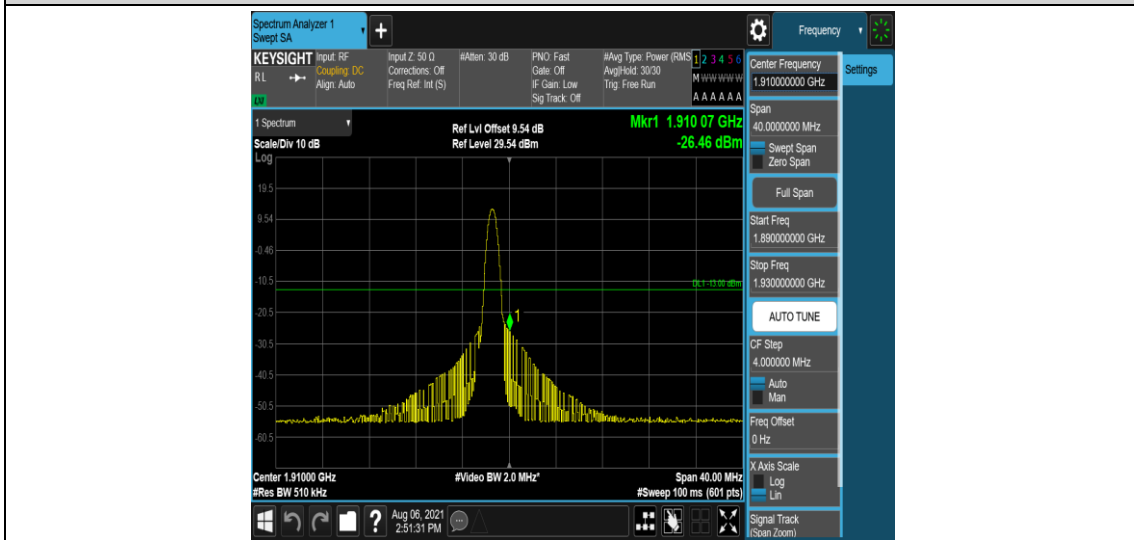 Spectrum Analyzer 1
Swept SA
+
Frequency
KEYSIGHT
RL
LXI
Input: RF
Coupling: DC
Align: Auto
Input Z: 50 Ω
Corrections: Off
Freq Ref: Int (S)
#Atten: 30 dB
PNO: Fast
Gate: Off
IF Gain: Low
Sig Track: Off
#Avg Type: Power (RMS
Avg|Hold: 30/30
Trig: Free Run
1 2 3 4 5 6
M W W W W W
A A A A A A
1 Spectrum
Scale/Div 10 dB
Log
Ref Lvl Offset 9.54 dB
Ref Level 29.54 dBm
Mkr1 1.910 07 GHz
-26.46 dBm
19.5
9.54
-0.46
-10.5
-20.5
-30.5
-40.5
-50.5
-60.5
DL1 -13.00 dBm
1
Center 1.91000 GHz
#Res BW 510 kHz
#Video BW 2.0 MHz*
Span 40.00 MHz
#Sweep 100 ms (601 pts)
?
Aug 06, 2021
2:51:31 PM
Center Frequency
1.910000000 GHz
Settings
Span
40.0000000 MHz
Swept Span
Zero Span
Full Span
Start Freq
1.890000000 GHz
Stop Freq
1.930000000 GHz
AUTO TUNE
CF Step
4.000000 MHz
Auto
Man
Freq Offset
0 Hz
X Axis Scale
Log
Lin
Signal Track
(Span Zoom)